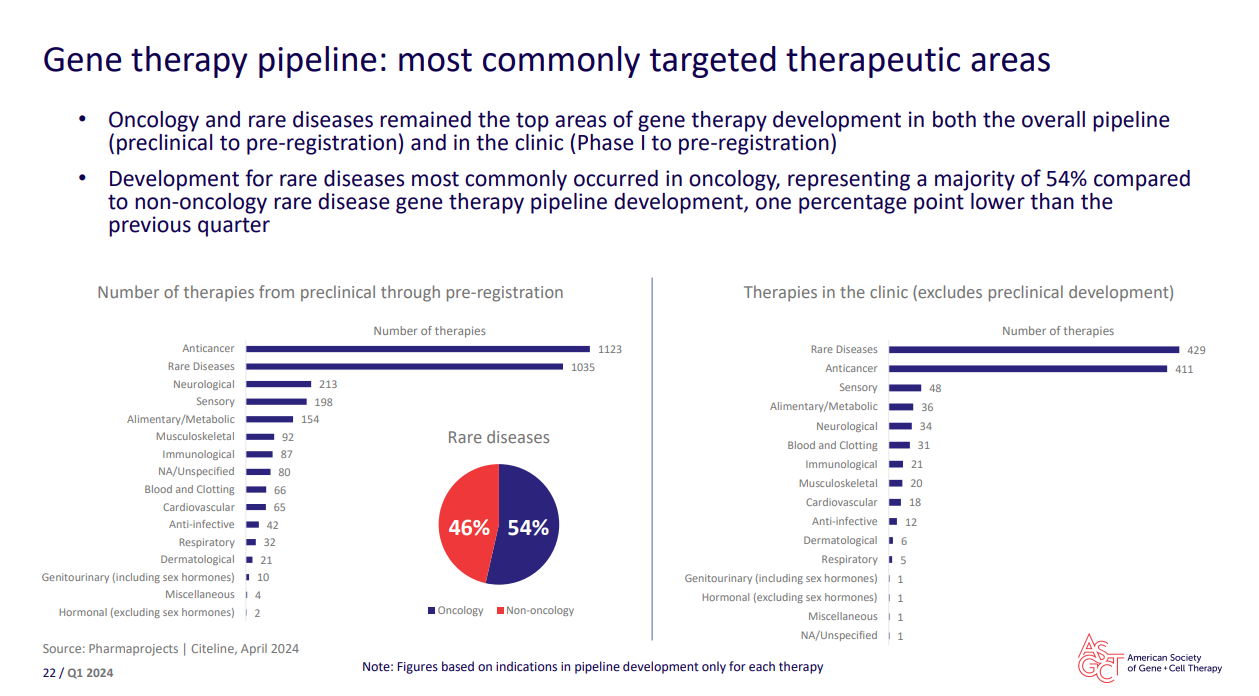 Gene therapy pipeline: most commonly targeted therapeutic areas
• Oncology and rare diseases remained the top areas of gene therapy development in both the overall pipeline
(preclinical to pre-registration) and in the clinic (Phase I to pre-registration)
• Development for rare diseases most commonly occurred in oncology, representing a majority of 54% compared
to non-oncology rare disease gene therapy pipeline development, one percentage point lower than the
previous quarter
Number of therapies from preclinical through pre-registration
Number of therapies
Anticancer 1123
Rare Diseases 1035
Neurological 213
Sensory 198
Alimentary/Metabolic 154
Musculoskeletal 92
Immunological 87
NA/Unspecified 80
Blood and Clotting 66
Cardiovascular 65
Anti-infective 42
Respiratory 32
Dermatological 21
Genitourinary (including sex hormones) 10
Miscellaneous 4
Hormonal (excluding sex hormones) 2
Rare diseases
46% 54%
Oncology Non-oncology
Therapies in the clinic (excludes preclinical development)
Number of therapies
Rare Diseases 429
Anticancer 411
Sensory 48
Alimentary/Metabolic 36
Neurological 34
Blood and Clotting 31
Immunological 21
Musculoskeletal 20
Cardiovascular 18
Anti-infective 12
Dermatological 6
Respiratory 5
Genitourinary (including sex hormones) 1
Hormonal (excluding sex hormones) 1
Miscellaneous 1
NA/Unspecified 1
Source: Pharmaprojects | Citeline, April 2024
22 / Q1 2024
Note: Figures based on indications in pipeline development only for each therapy
ASGCT
American Society
of Gene + Cell Therapy